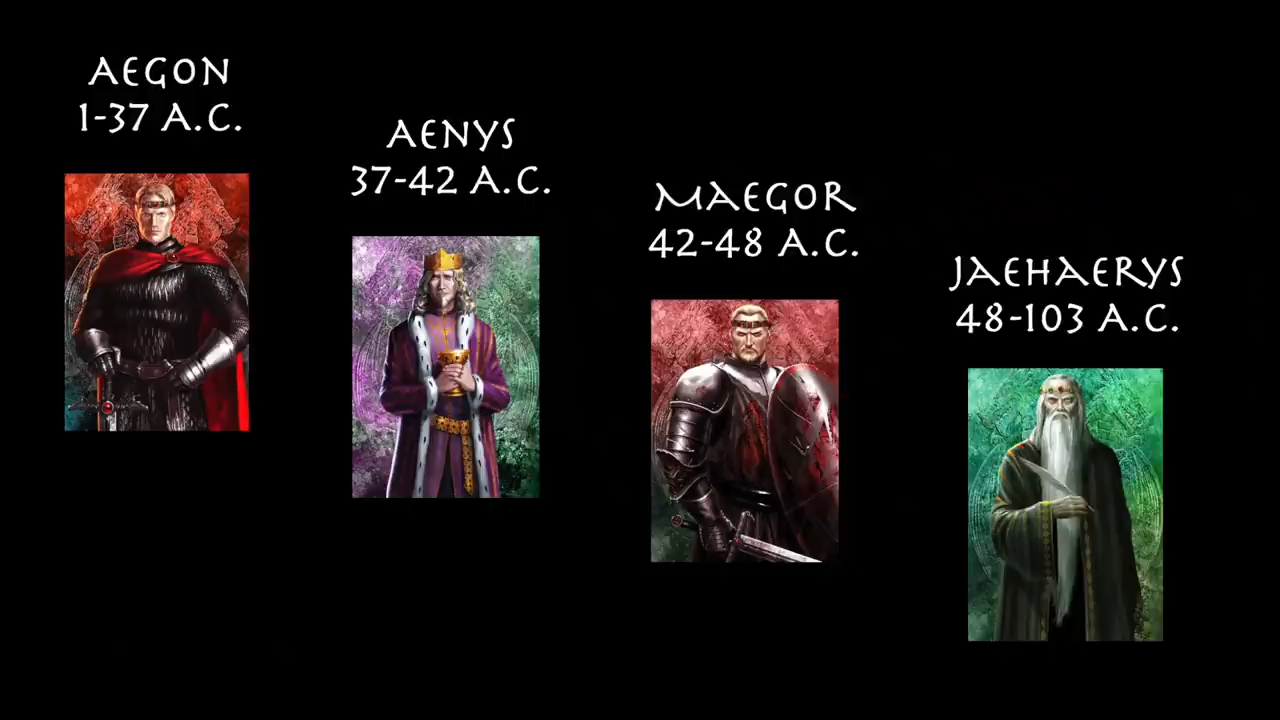 AEGON
1-37 A.C.
AENYS
37-42 A.C.
MAEGOR
42-48 A.C.
JAEHAERYS
48-103 A.C.